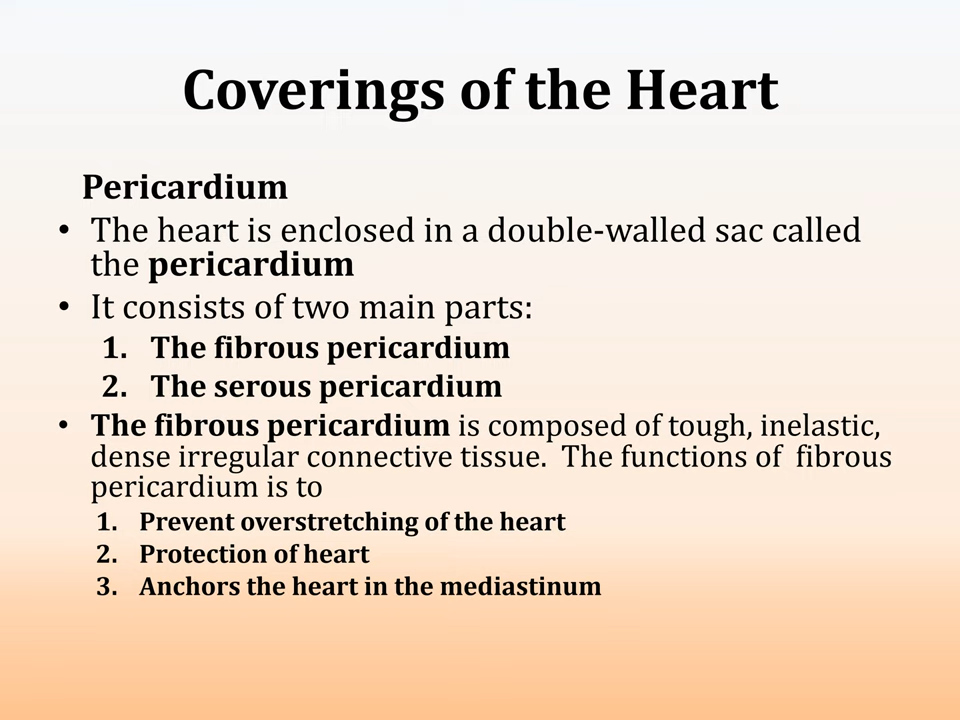 Coverings of the Heart
Pericardium
• The heart is enclosed in a double-walled sac called
the pericardium
• It consists of two main parts:
1. The fibrous pericardium
2. The serous pericardium
• The fibrous pericardium is composed of tough, inelastic,
dense irregular connective tissue.  The functions of  fibrous
pericardium is to
1. Prevent overstretching of the heart
2. Protection of heart
3. Anchors the heart in the mediastinum